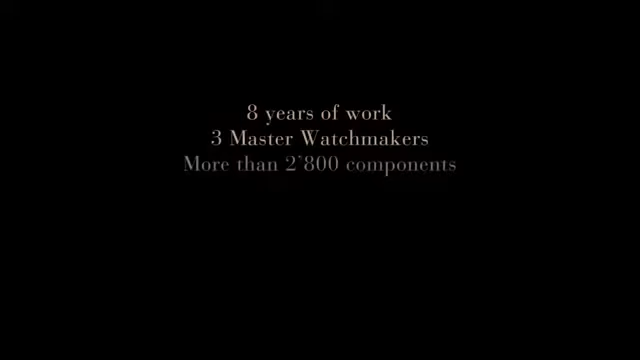 8 years of work
3 Master Watchmakers
More than 2'800 components